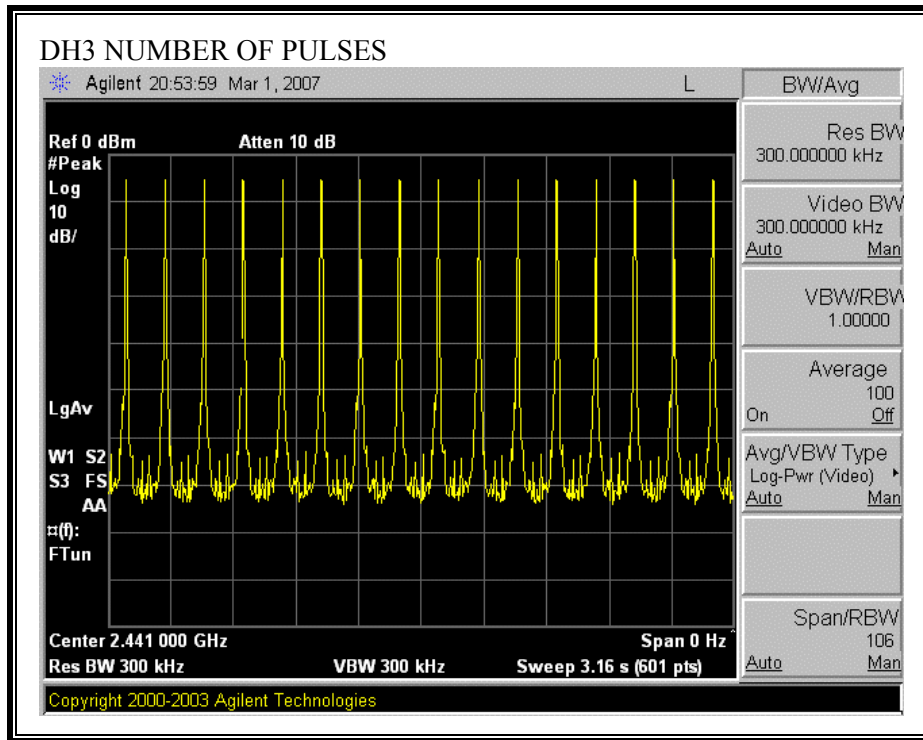 DH3 NUMBER OF PULSES
Agilent 20:53:59 Mar 1, 2007 L
BW/Avg
Ref 0 dBm Atten 10 dB
#Peak
Log
10
dB/
LgAv
W1 S2
S3 FS
AA
¤(f):
FTun
Center 2.441 000 GHz Span 0 Hz^
Res BW 300 kHz VBW 300 kHz Sweep 3.16 s (601 pts)
Copyright 2000-2003 Agilent Technologies
Res BW
300.000000 kHz
Video BW
300.000000 kHz
Auto Man
VBW/RBW
1.00000
Average
100
On Off
Avg/VBW Type
Log-Pwr (Video)
Auto Man
Span/RBW
106
Auto Man